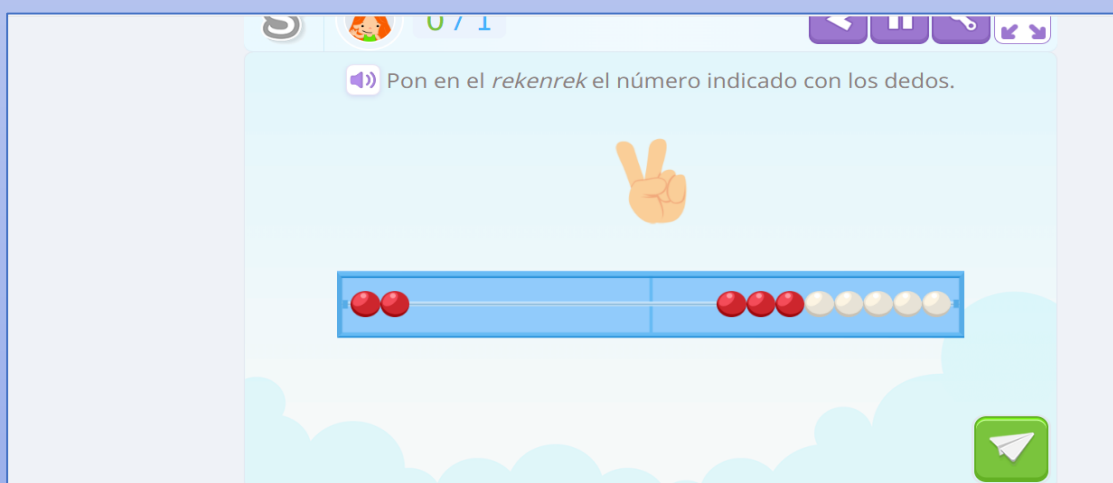 0 / 1
Pon en el rekenrek el número indicado con los dedos.